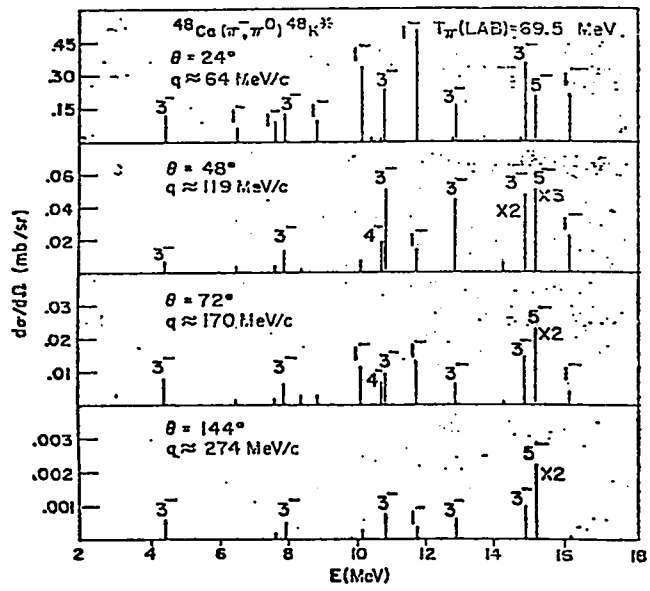 ⁴⁸Ca(π⁻,π⁰)⁴⁸K* 1⁻ T_π(LAB)=69.5 MeV
.45
θ = 24°
q ≈ 64 MeV/c
1⁻ 3⁻ 3⁻
.30
5⁻ 1⁻
.15
3⁻ 1⁻ 1⁻ 3⁻ 1⁻ 3⁻
θ = 48°
q ≈ 119 MeV/c
3⁻ 3⁻ 3⁻ 5⁻
.06
X2 X3
.04
4⁻ 1⁻ 1⁻
.02
3⁻ 3⁻
dσ/dΩ (mb/sr)
θ = 72°
q ≈ 170 MeV/c
.03
5⁻
X2
.02
1⁻ 3⁻ 1⁻ 3⁻
.01
3⁻ 3⁻ 4⁻ 3⁻ 1⁻
θ = 144°
q ≈ 274 MeV/c
.003
5⁻
X2
.002
.001
3⁻ 3⁻ 3⁻ 1⁻ 3⁻ 3⁻
2 4 6 8 10 12 14 16 18
E(MeV)